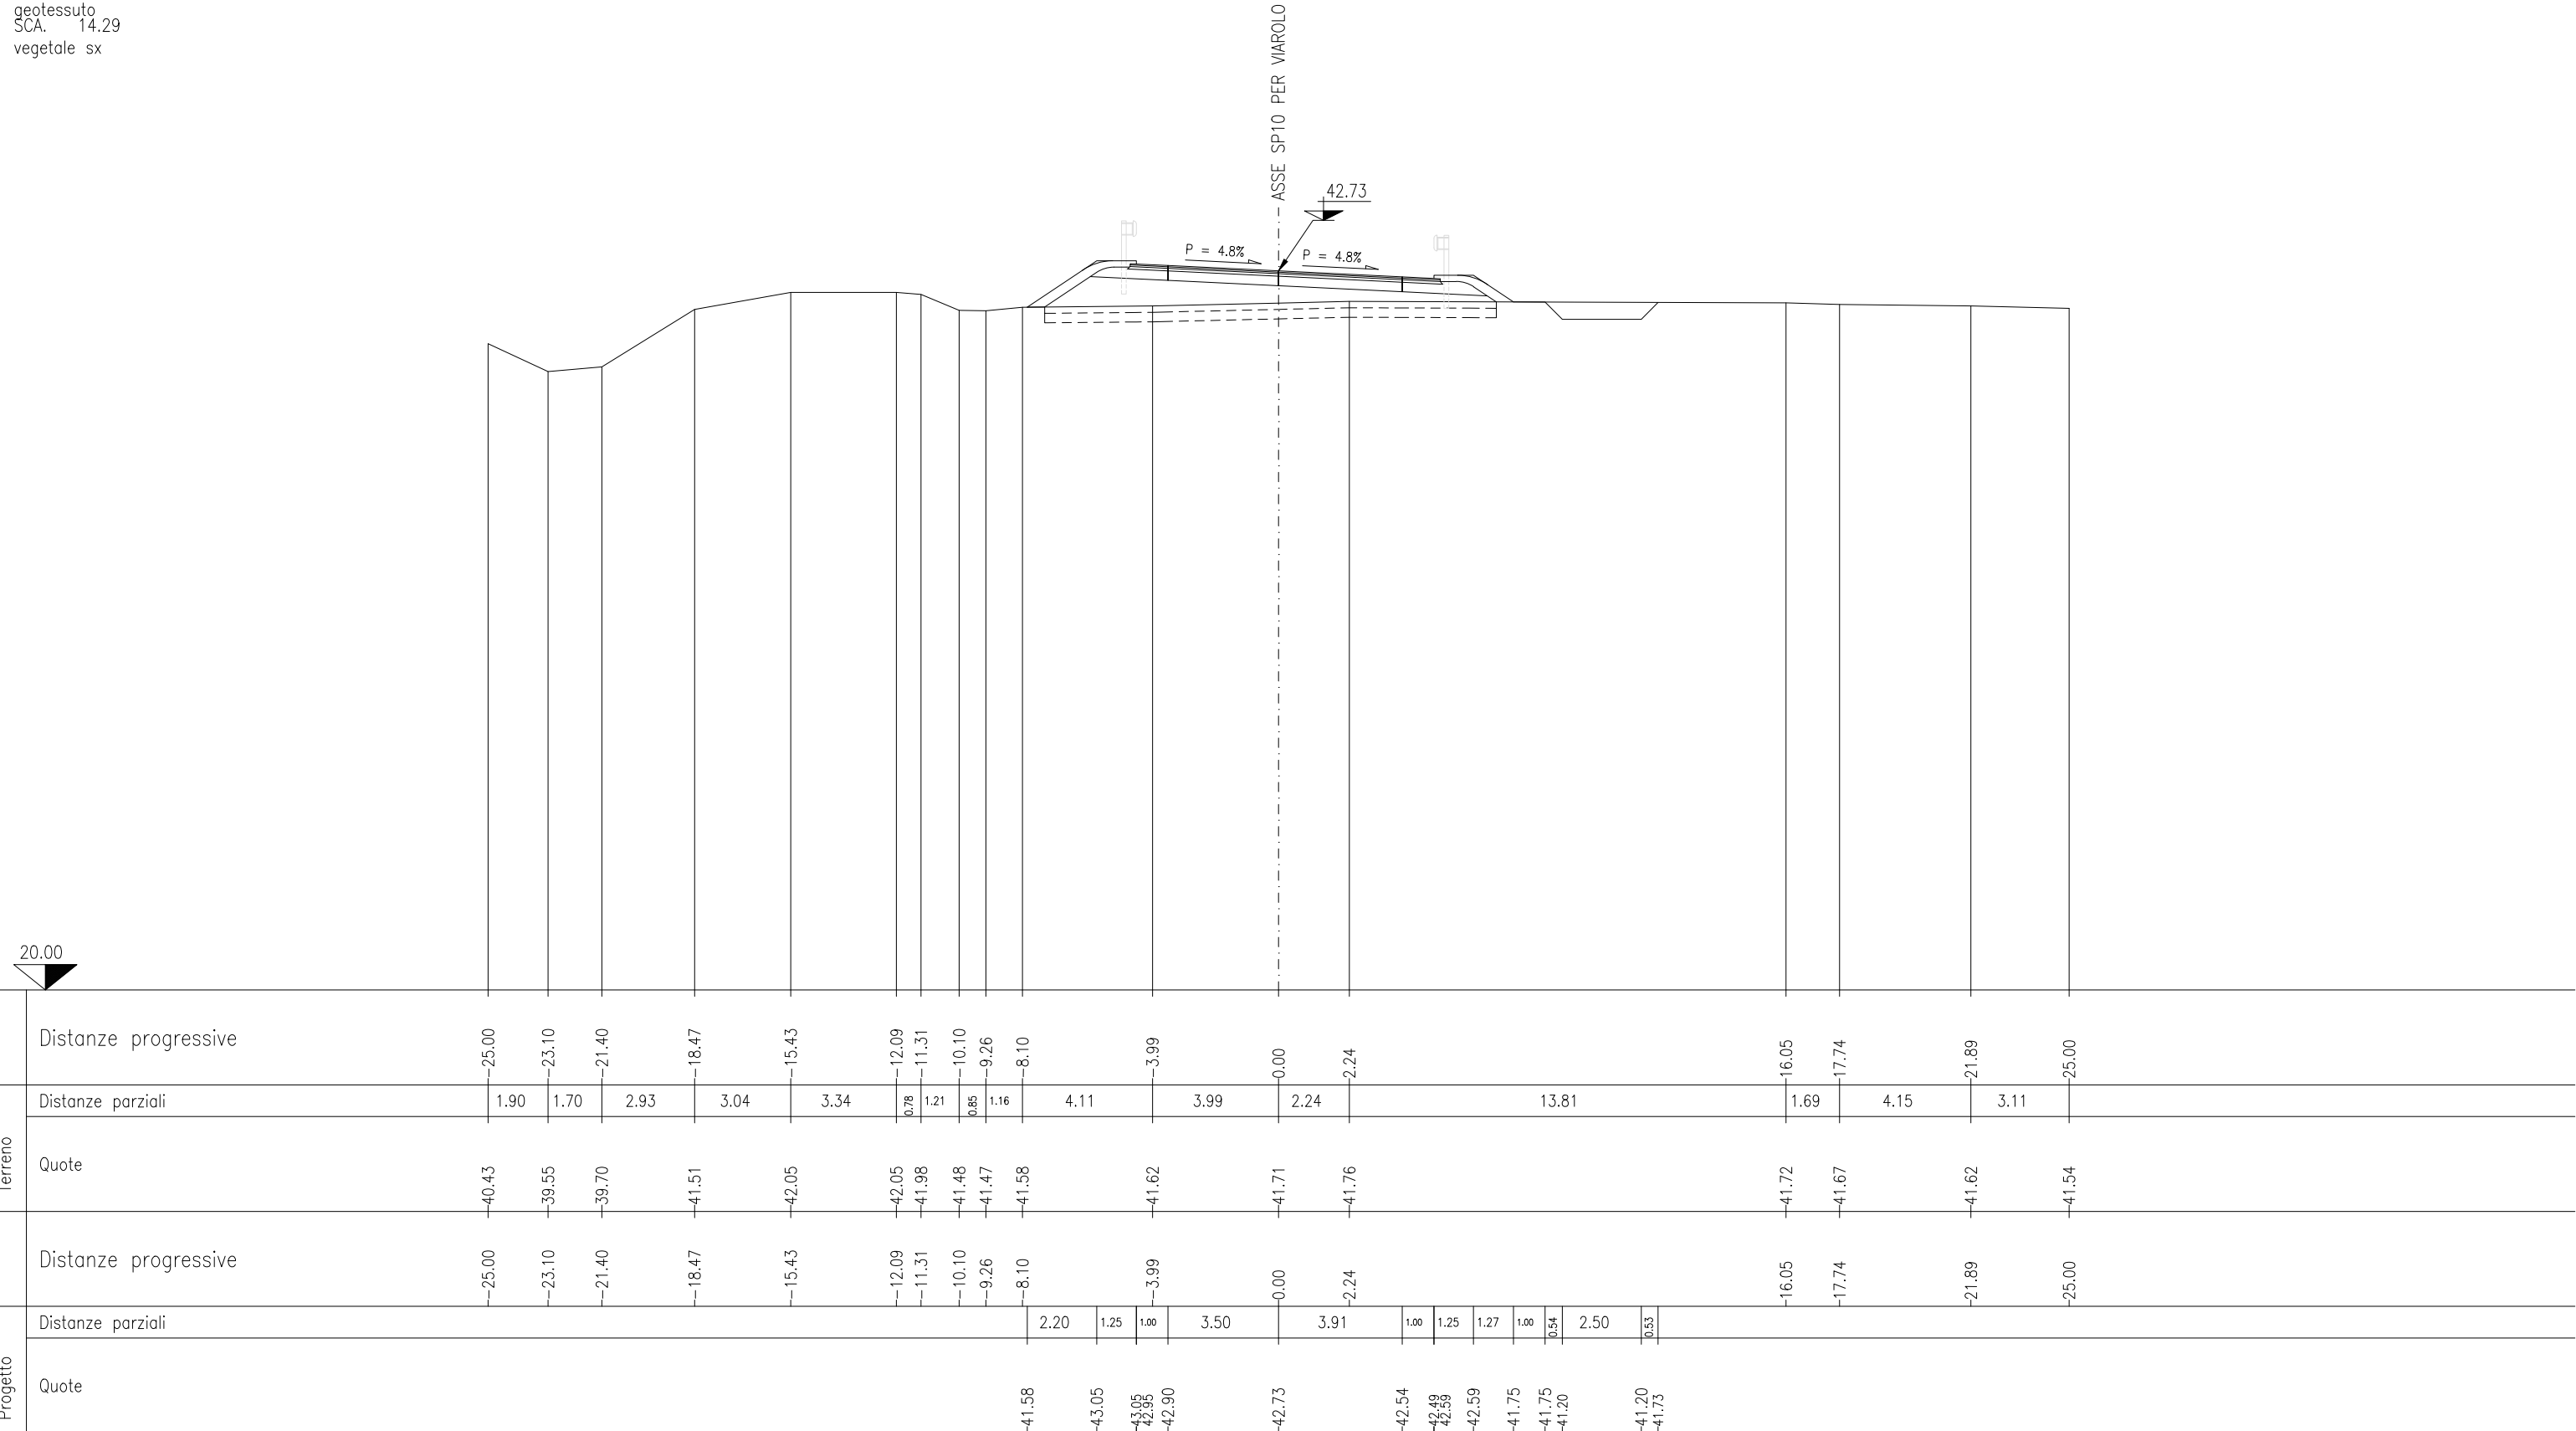 geotessuto
SCA. 14.29
vegetale sx
ASSE SP10 PER VIAROLO
42.73
P = 4.8%
P = 4.8%
20.00
Terreno
Distanze progressive
-25.00 -23.10 -21.40 -18.47 -15.43 -12.09 -11.31 -10.10 -9.26 -8.10 -3.99 0.00 2.24 16.05 17.74 21.89 25.00
Distanze parziali
1.90 1.70 2.93 3.04 3.34 0.78 1.21 0.85 1.16 4.11 3.99 2.24 13.81 1.69 4.15 3.11
Quote
40.43 39.55 39.70 41.51 42.05 42.05 41.98 41.48 41.47 41.58 41.62 41.71 41.76 41.72 41.67 41.62 41.54
Progetto
Distanze progressive
-25.00 -23.10 -21.40 -18.47 -15.43 -12.09 -11.31 -10.10 -9.26 -8.10 -3.99 0.00 2.24 16.05 17.74 21.89 25.00
Distanze parziali
2.20 1.25 1.00 3.50 3.91 1.00 1.25 1.27 1.00 0.54 2.50 0.53
Quote
41.58 43.05 43.05 42.95 42.90 42.73 42.54 42.49 42.59 42.59 41.75 41.75 41.20 41.20 41.73